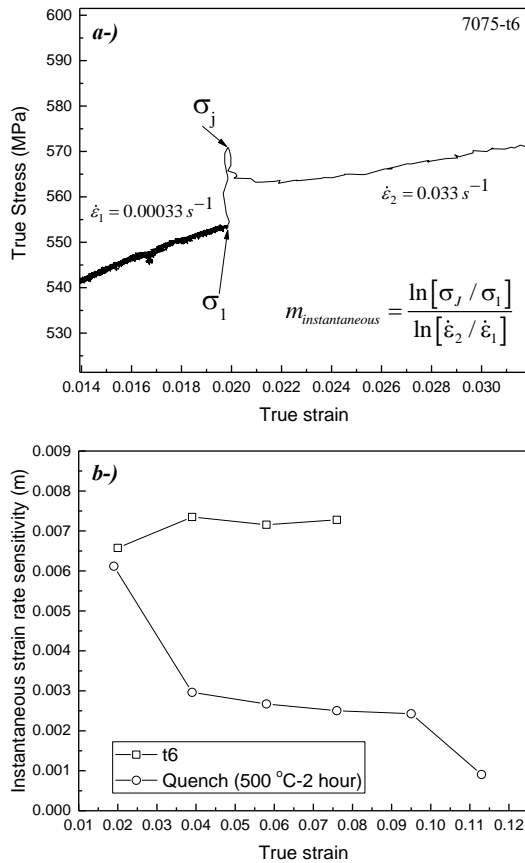 a-)
7075-t6
True Stress (MPa)
580
570
560
550
540
530
σj
ε̇1 = 0.00033 s−1
ε̇2 = 0.033 s−1
σ1
m instantaneous = ln[σJ / σ1] / ln[ε̇2 / ε̇1]
0.014 0.016 0.018 0.020 0.022 0.024 0.026 0.028 0.030
True strain
b-)
Instantaneous strain rate sensitivity (m)
0.009
0.008
0.007
0.006
0.005
0.004
0.003
0.002
0.001
0.000
t6
Quench (500 °C-2 hour)
0.01 0.02 0.03 0.04 0.05 0.06 0.07 0.08 0.09 0.10 0.11 0.12
True strain